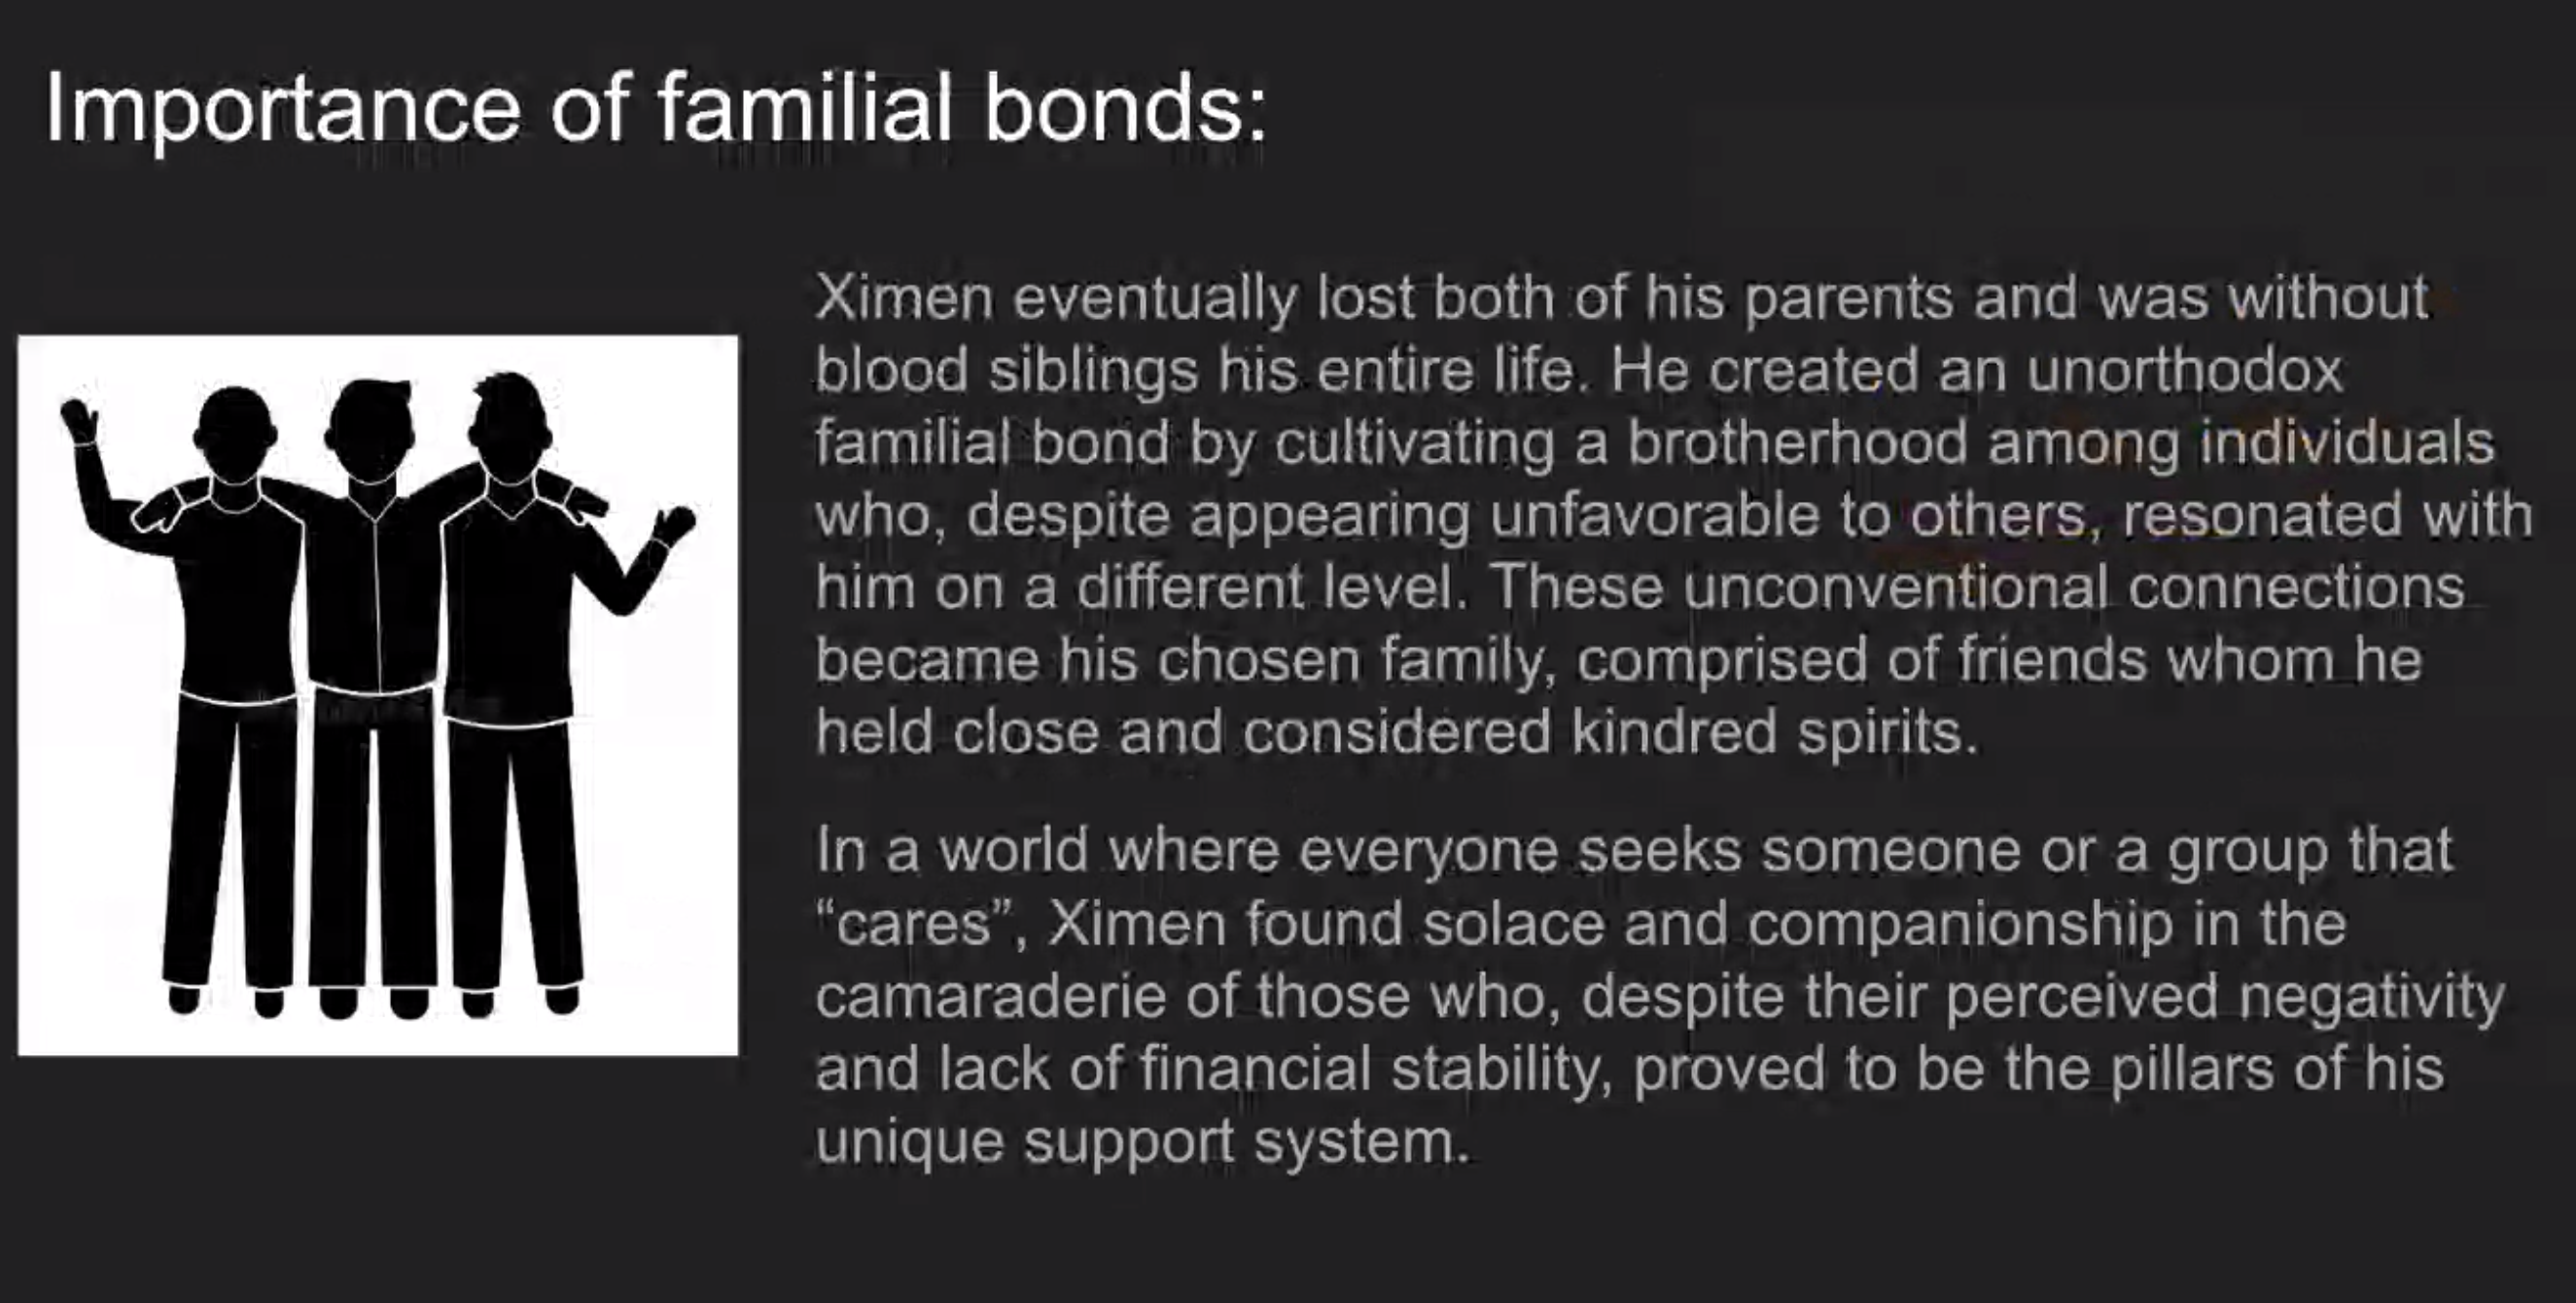 Importance of familial bonds:
Ximen eventually lost both of his parents and was without
blood siblings his entire life. He created an unorthodox
familial bond by cultivating a brotherhood among individuals
who, despite appearing unfavorable to others, resonated with
him on a different level. These unconventional connections
became his chosen family, comprised of friends whom he
held close and considered kindred spirits.
In a world where everyone seeks someone or a group that
“cares”, Ximen found solace and companionship in the
camaraderie of those who, despite their perceived negativity
and lack of financial stability, proved to be the pillars of his
unique support system.